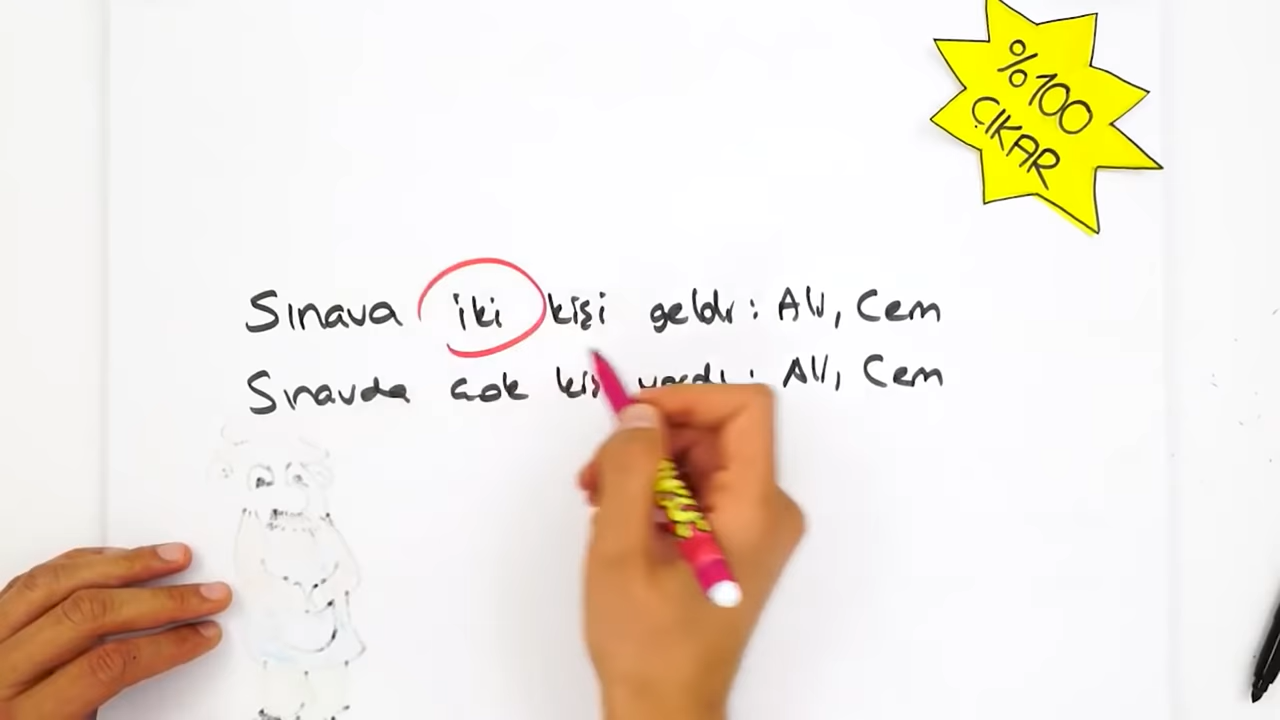 %100
ÇIKAR
Sınava iki kişi geldi: Ali, Cem
Sınavda çok : Ali, Cem